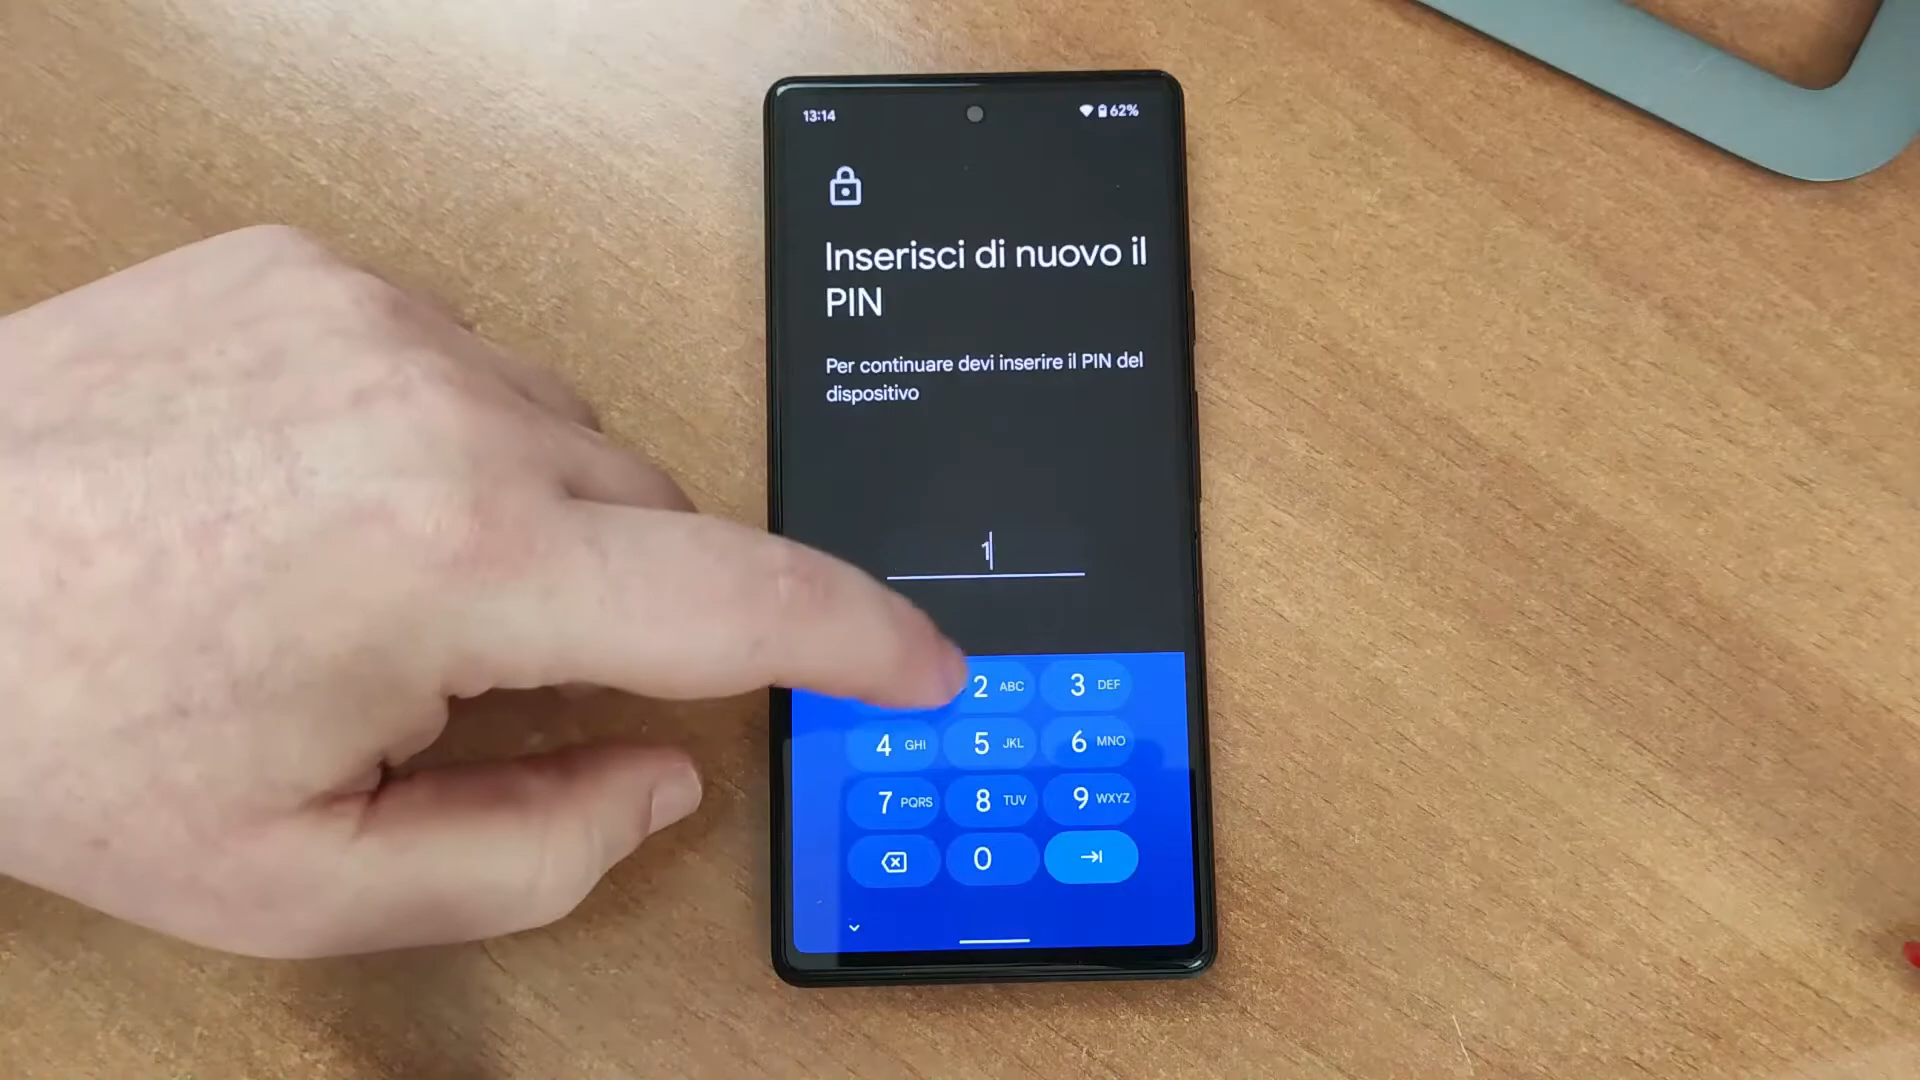 13:14 62%
Inserisci di nuovo il
PIN
Per continuare devi inserire il PIN del
dispositivo
1
2 ABC 3 DEF
4 GHI 5 JKL 6 MNO
7 PQRS 8 TUV 9 WXYZ
0